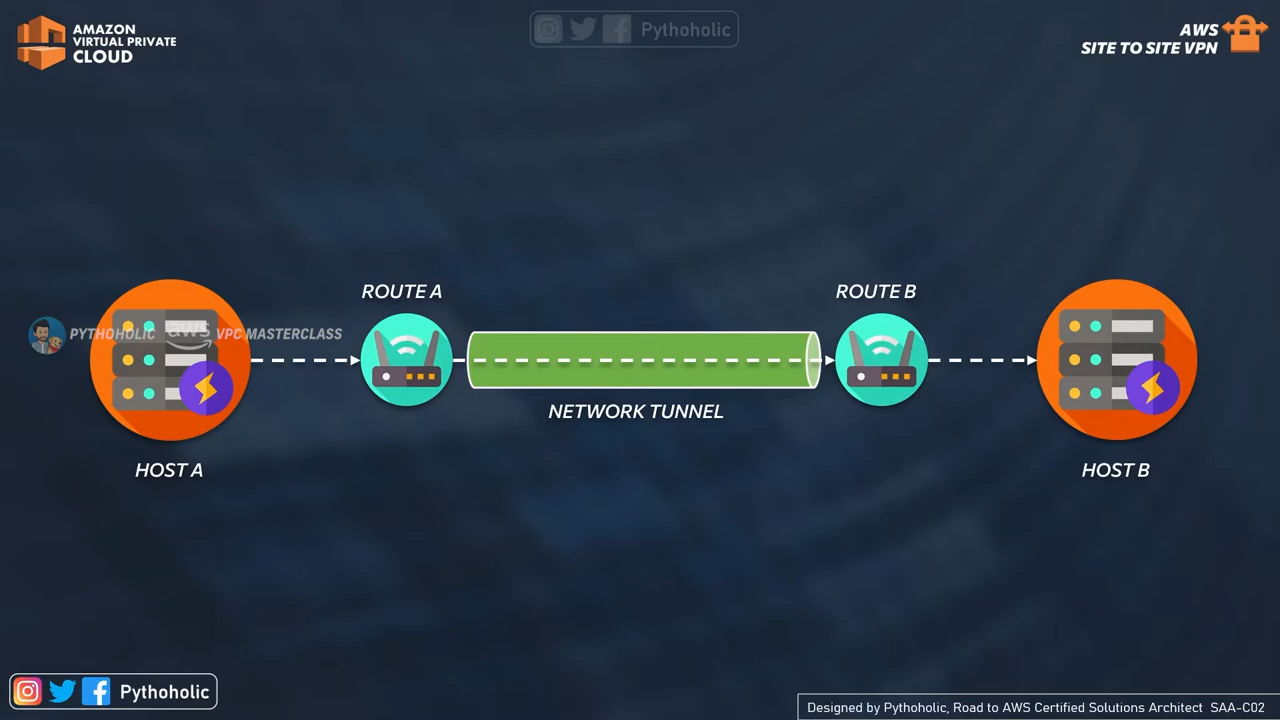 AMAZON
VIRTUAL PRIVATE
CLOUD
Pythoholic
AWS
SITE TO SITE VPN
ROUTE A
ROUTE B
PYTHOHOLIC aws VPC MASTERCLASS
NETWORK TUNNEL
HOST A
HOST B
Pythoholic
Designed by Pythoholic, Road to AWS Certified Solutions Architect SAA-C02